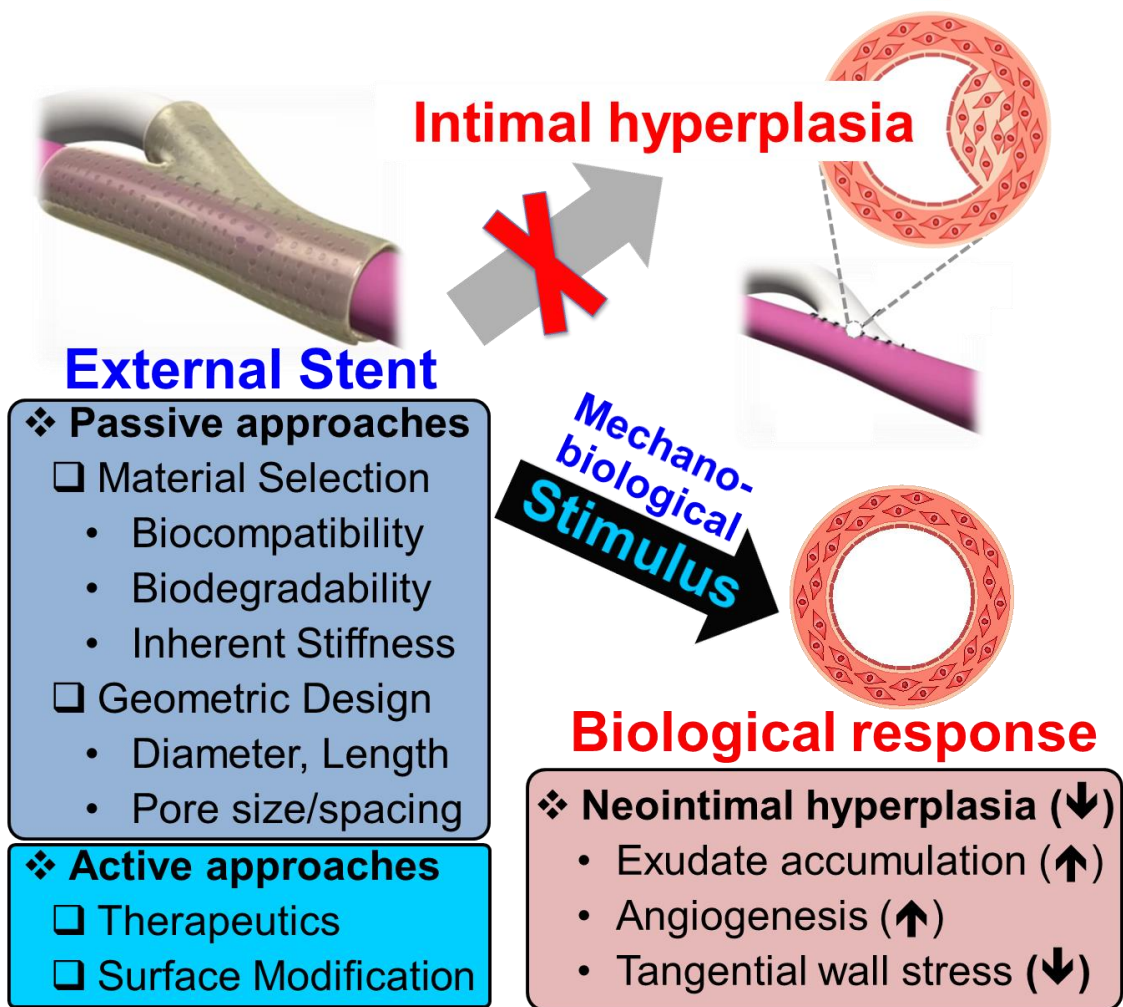 Intimal hyperplasia
External Stent
❖ Passive approaches
❑ Material Selection
• Biocompatibility
• Biodegradability
• Inherent Stiffness
❑ Geometric Design
• Diameter, Length
• Pore size/spacing
❖ Active approaches
❑ Therapeutics
❑ Surface Modification
Mechano-
biological
Stimulus
Biological response
❖ Neointimal hyperplasia (🡻)
• Exudate accumulation (🡹)
• Angiogenesis (🡹)
• Tangential wall stress (🡻)